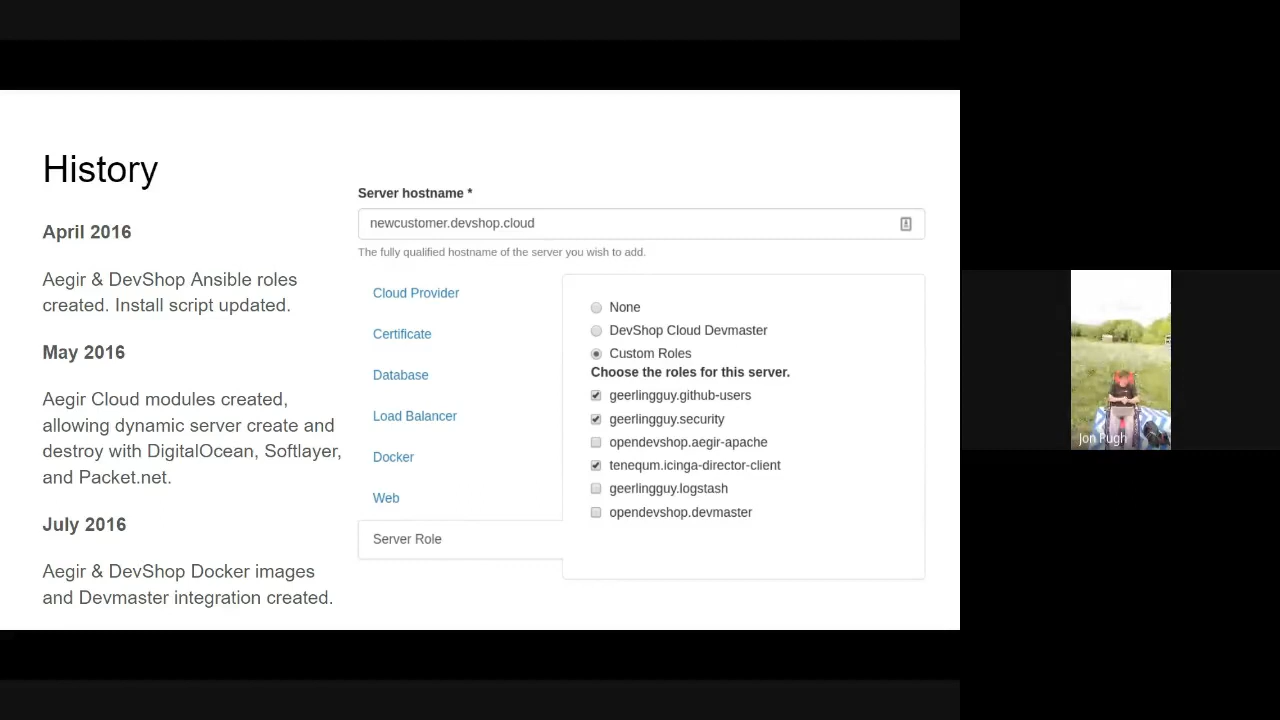 History
April 2016
Aegir & DevShop Ansible roles
created. Install script updated.
May 2016
Aegir Cloud modules created,
allowing dynamic server create and
destroy with DigitalOcean, Softlayer,
and Packet.net.
July 2016
Aegir & DevShop Docker images
and Devmaster integration created.
Server hostname *
newcustomer.devshop.cloud
The fully qualified hostname of the server you wish to add.
Cloud Provider
Certificate
Database
Load Balancer
Docker
Web
Server Role
None
DevShop Cloud Devmaster
Custom Roles
Choose the roles for this server.
geerlingguy.github-users
geerlingguy.security
opendevshop.aegir-apache
tenequm.icinga-director-client
geerlingguy.logstash
opendevshop.devmaster
Jon Pugh